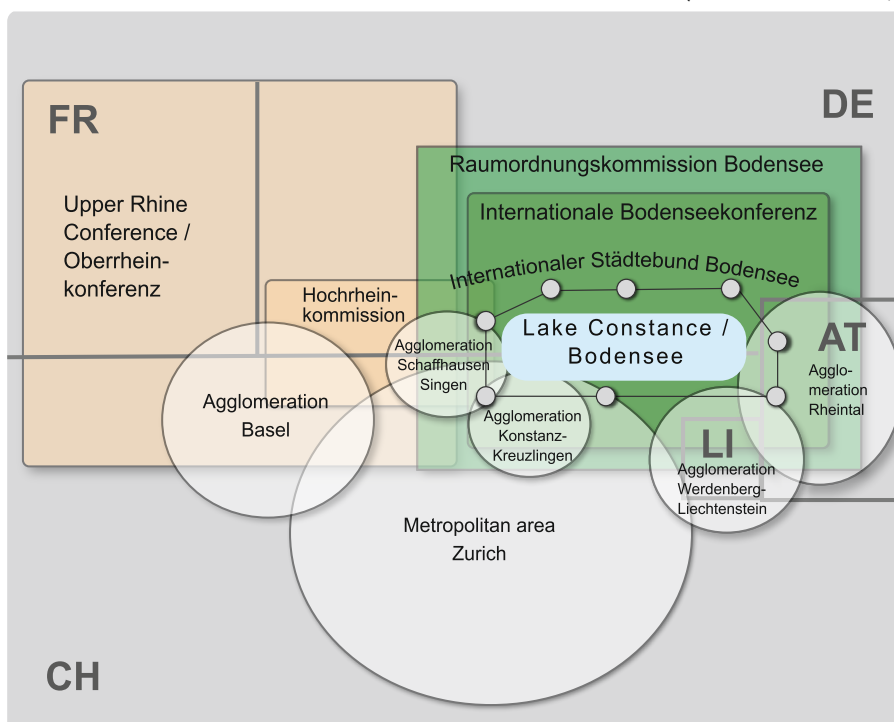 FR
DE
Raumordnungskommission Bodensee
Upper Rhine
Conference /
Oberrhein-
konferenz
Internationale Bodenseekonferenz
Internationaler Städtebund Bodensee
Hochrhein-
kommission
Lake Constance /
Bodensee
Agglomeration
Schaffhausen
Singen
AT
Agglo-
meration
Rheintal
Agglomeration
Basel
Agglomeration
Konstanz-
Kreuzlingen
LI
Agglomeration
Werdenberg-
Liechtenstein
Metropolitan area
Zurich
CH